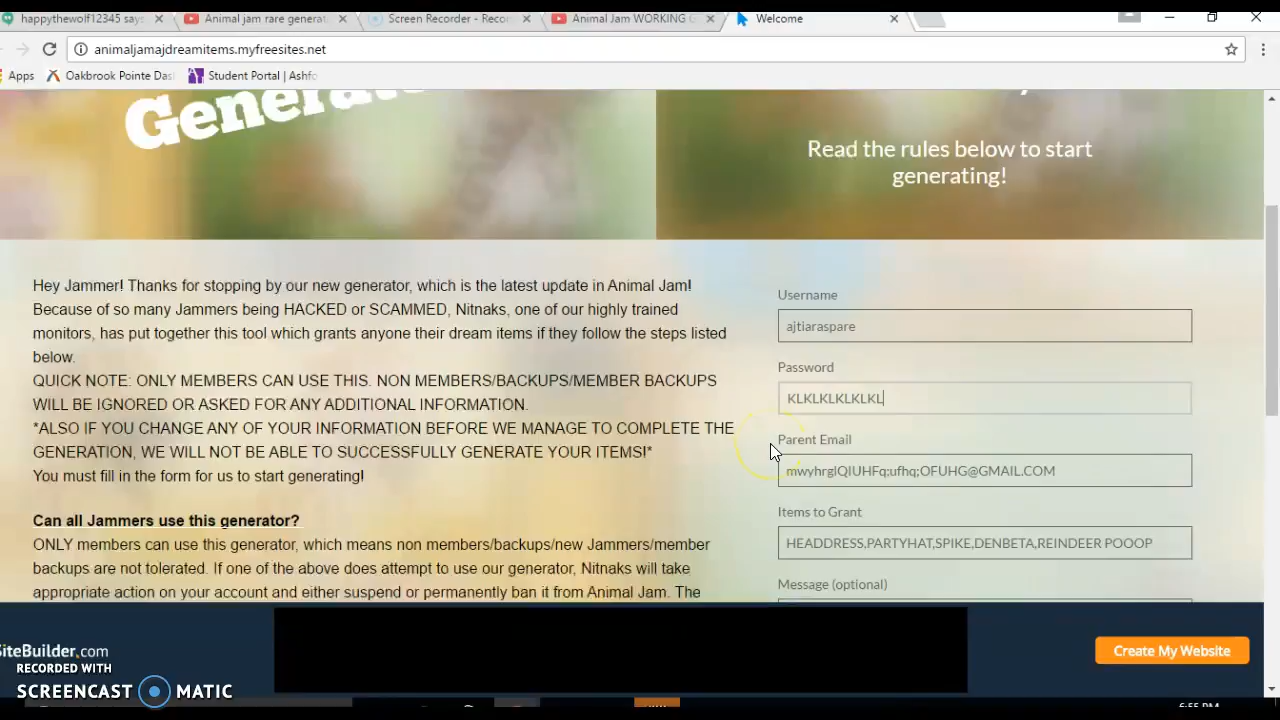 happythewolf12345 says
Animal jam rare generat
Screen Recorder - Recor
Animal Jam WORKING G
Welcome
animaljamajdreamitems.myfreesites.net
Apps
Oakbrook Pointe Das
Student Portal | Ashfo
Generat
Read the rules below to start
generating!
Hey Jammer! Thanks for stopping by our new generator, which is the latest update in Animal Jam!
Because of so many Jammers being HACKED or SCAMMED, Nitnaks, one of our highly trained
monitors, has put together this tool which grants anyone their dream items if they follow the steps listed
below.
QUICK NOTE: ONLY MEMBERS CAN USE THIS. NON MEMBERS/BACKUPS/MEMBER BACKUPS
WILL BE IGNORED OR ASKED FOR ANY ADDITIONAL INFORMATION.
*ALSO IF YOU CHANGE ANY OF YOUR INFORMATION BEFORE WE MANAGE TO COMPLETE THE
GENERATION, WE WILL NOT BE ABLE TO SUCCESSFULLY GENERATE YOUR ITEMS!*
You must fill in the form for us to start generating!
Can all Jammers use this generator?
ONLY members can use this generator, which means non members/backups/new Jammers/member
backups are not tolerated. If one of the above does attempt to use our generator, Nitnaks will take
appropriate action on your account and either suspend or permanently ban it from Animal Jam. The
Username
ajtiaraspare
Password
KLKLKLKLKLKL
Parent Email
mwyhrglQIUHFq;ufhq;OFUHG@GMAIL.COM
Items to Grant
HEADDRESS,PARTYHAT,SPIKE,DENBETA,REINDEER POOOP
Message (optional)
SiteBuilder.com
Create My Website
RECORDED WITH
SCREENCAST MATIC
6:55 PM